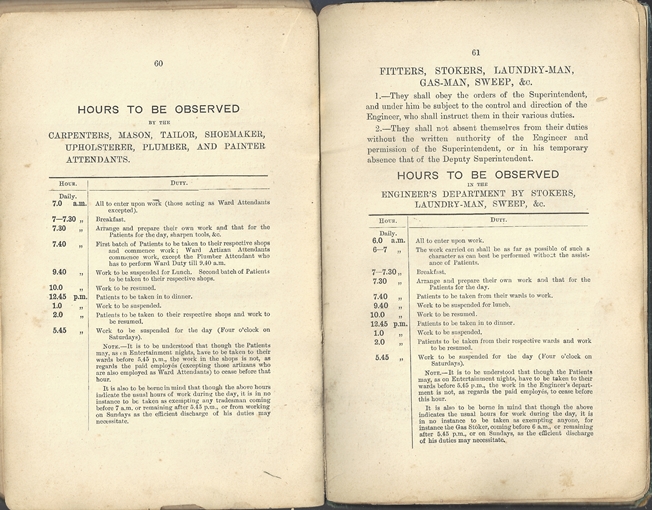 60
HOURS TO BE OBSERVED
BY THE
CARPENTERS, MASON, TAILOR, SHOEMAKER,
UPHOLSTERER, PLUMBER, AND PAINTER
ATTENDANTS.
HOUR. DUTY.
Daily.
7.0 a.m. All to enter upon work (those acting as Ward Attendants
excepted).
7—7.30 „ Breakfast.
7.30 „ Arrange and prepare their own work and that for the
Patients for the day, sharpen tools, &c.
7.40 „ First batch of Patients to be taken to their respective shops
and commence work; Ward Artisan Attendants
commence work, except the Plumber Attendant who
has to perform Ward Duty till 9.40 a.m.
9.40 „ Work to be suspended for Lunch. Second batch of Patients
to be taken to their respective shops.
10.0 „ Work to be resumed.
12.45 p.m. Patients to be taken in to dinner.
1.0 „ Work to be suspended.
2.0 „ Patients to be taken to their respective shops and work to
be resumed.
5.45 „ Work to be suspended for the day (Four o'clock on
Saturdays).
NOTE.—It is to be understood that though the Patients
may, as on Entertainment nights, have to be taken to their
wards before 5.45 p.m., the work in the shops is not, as
regards the paid employés (excepting those artisans who
are also employed as Ward Attendants) to cease before that
hour.
It is also to be borne in mind that though the above hours
indicate the usual hours of work during the day, it is in no
instance to be taken as exempting any tradesman coming
before 7 a.m. or remaining after 5.45 p.m., or from working
on Sundays as the efficient discharge of his duties may
necessitate.
61
FITTERS, STOKERS, LAUNDRY-MAN,
GAS-MAN, SWEEP, &c.
1.—They shall obey the orders of the Superintendent,
and under him be subject to the control and direction of the
Engineer, who shall instruct them in their various duties.
2.—They shall not absent themselves from their duties
without the written authority of the Engineer and
permission of the Superintendent, or in his temporary
absence that of the Deputy Superintendent.
HOURS TO BE OBSERVED
IN THE
ENGINEER'S DEPARTMENT BY STOKERS,
LAUNDRY-MAN, SWEEP, &c.
HOUR. DUTY.
Daily.
6.0 a.m. All to enter upon work.
6—7 „ The work carried on shall be as far as possible of such a
character as can best be performed without the assist-
ance of Patients.
7—7.30 „ Breakfast.
7.30 „ Arrange and prepare their own work and that for the
Patients for the day.
7.40 „ Patients to be taken from their wards to work.
9.40 „ Work to be suspended for lunch.
10.0 „ Work to be resumed.
12.45 p.m. Patients to be taken in to dinner.
1.0 „ Work to be suspended.
2.0 „ Patients to be taken from their respective wards and work
to be resumed.
5.45 „ Work to be suspended for the day (Four o'clock on
Saturdays).
NOTE.—It is to be understood that though the Patients
may, as on Entertainment nights, have to be taken to their
wards before 5.45 p.m., the work in the Engineer's depart-
ment is not, as regards the paid employés, to cease before
this hour.
It is also to be borne in mind that though the above
indicates the usual hours for work during the day, it is
in no instance to be taken as exempting anyone, for
instance the Gas Stoker, coming before 6 a.m., or remaining
after 5.45 p.m., or on Sundays, as the efficient discharge
of his duties may necessitate.